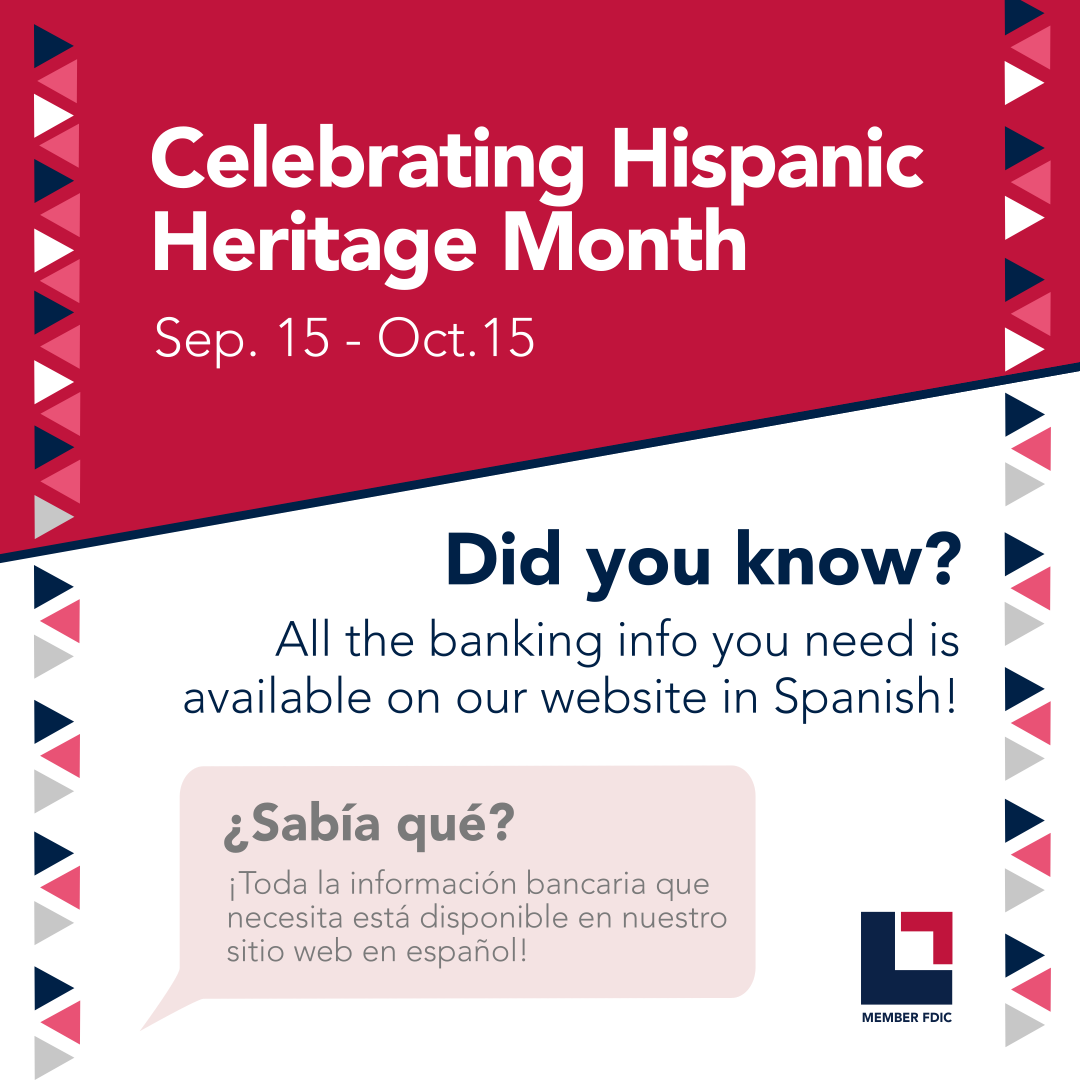 Celebrating Hispanic
Heritage Month
Sep. 15 - Oct.15
Did you know?
All the banking info you need is
available on our website in Spanish!
¿Sabía qué?
¡Toda la información bancaria que
necesita está disponible en nuestro
sitio web en español!
MEMBER FDIC